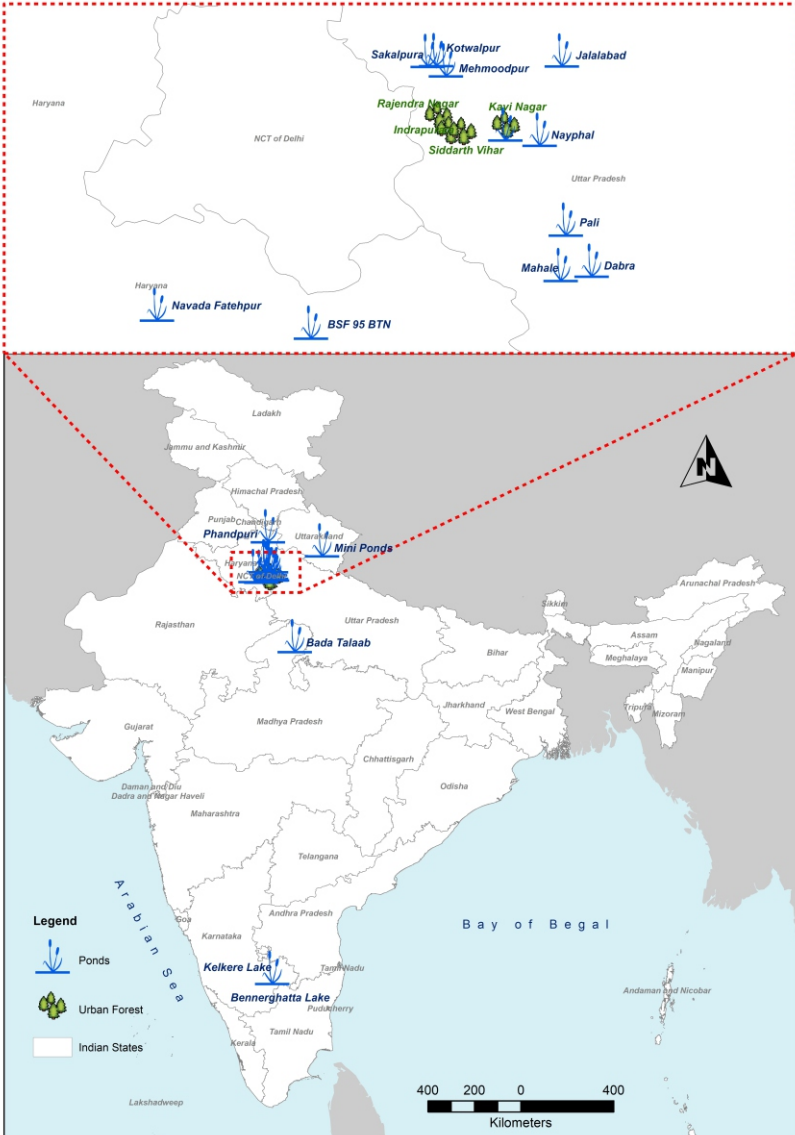 Sakalpura
Kotwalpur
Mehmoodpur
Jalalabad
Haryana
Rajendra Nagar
Kavi Nagar
NCT of Delhi
Indrapuram
Nayphal
Siddarth Vihar
Uttar Pradesh
Pali
Mahale
Dabra
Haryana
Navada Fatehpur
BSF 95 BTN
Ladakh
Jammu and Kashmir
N
Himachal Pradesh
Punjab
Chandigarh
Phandpuri
Uttarakhand
Mini Ponds
Haryana
NCT of Delhi
Arunachal Pradesh
Sikkim
Rajasthan
Uttar Pradesh
Assam
Nagaland
Bada Talaab
Bihar
Meghalaya
Manipur
Jharkhand
Tripura
Mizoram
West Bengal
Gujarat
Madhya Pradesh
Chhattisgarh
Odisha
Daman and Diu
Dadra and Nagar Haveli
Maharashtra
Telangana
Arabian Sea
Andhra Pradesh
Goa
Bay of Begal
Karnataka
Kelkere Lake
Tamil Nadu
Andaman and Nicobar
Bennerghatta Lake
Puducherry
Tamil Nadu
Kerala
Lakshadweep
Legend
Ponds
Urban Forest
Indian States
400 200 0 400
Kilometers